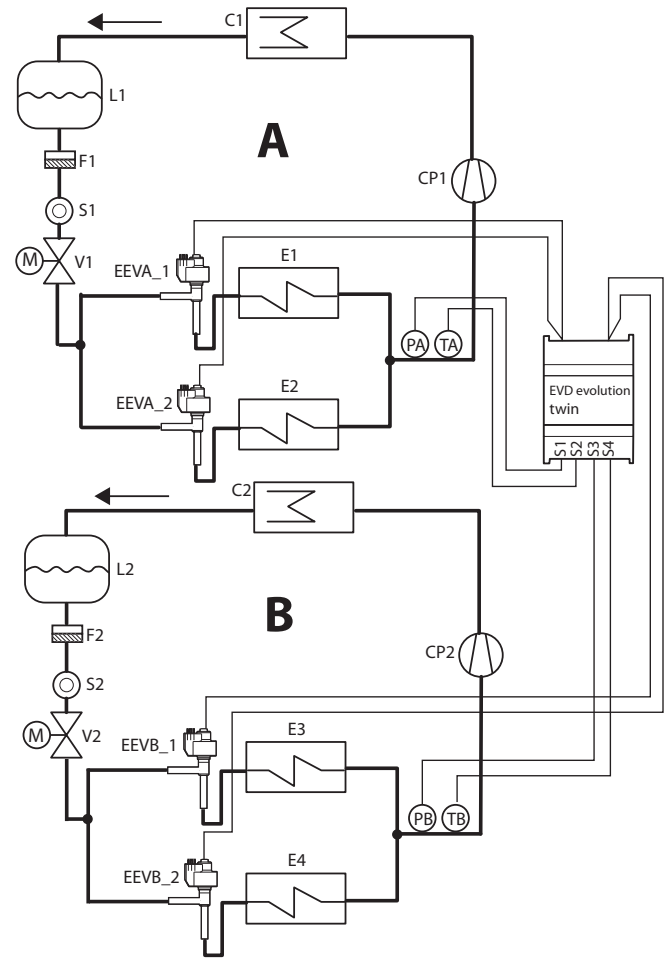 C1
L1
A
F1
CP1
S1
M
V1
EEVA_1
E1
PA
TA
EVD evolution
twin
EEVA_2
E2
S1
S2
S3
S4
C2
L2
B
F2
CP2
S2
M
V2
EEVB_1
E3
PB
TB
EEVB_2
E4